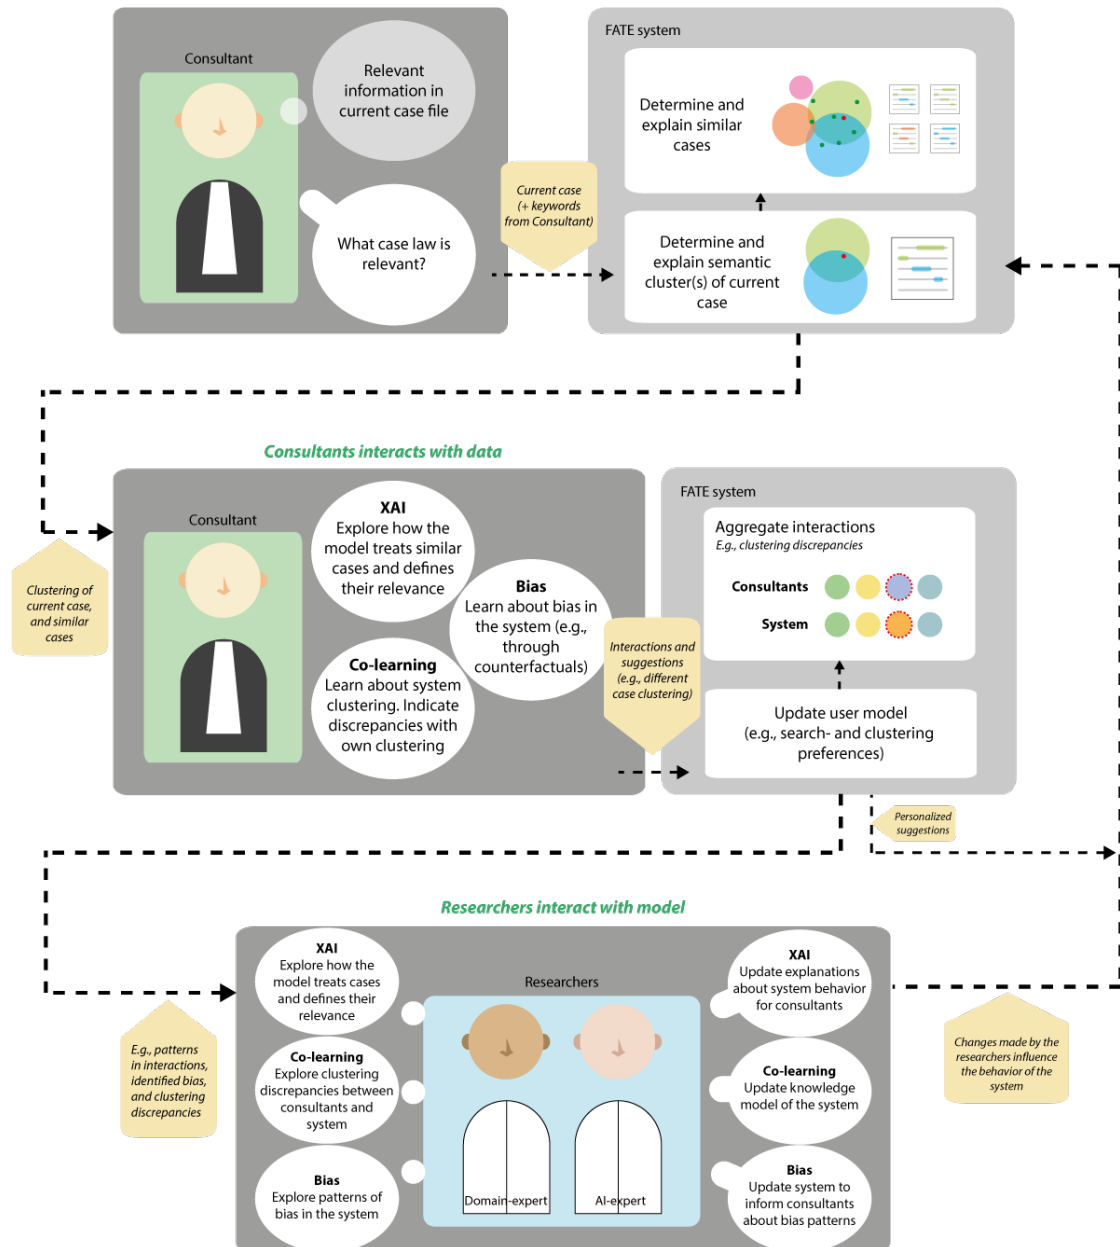 Consultant
Relevant
information in
current case file
What case law is
relevant?
Current case
(+ keywords
from Consultant)
FATE system
Determine and
explain similar
cases
Determine and
explain semantic
cluster(s) of current
case
Consultants interacts with data
Clustering of
current case,
and similar
cases
Consultant
XAI
Explore how the
model treats similar
cases and defines
their relevance
Bias
Learn about bias in
the system (e.g.,
through
counterfactuals)
Co-learning
Learn about system
clustering. Indicate
discrepancies with
own clustering
Interactions and
suggestions
(e.g., different
case clustering)
FATE system
Aggregate interactions
E.g., clustering discrepancies
Consultants
System
Update user model
(e.g., search- and clustering
preferences)
Personalized
suggestions
Researchers interact with model
E.g., patterns
in interactions,
identified bias,
and clustering
discrepancies
XAI
Explore how the
model treats cases
and defines their
relevance
Co-learning
Explore clustering
discrepancies between
consultants and
system
Bias
Explore patterns of
bias in the system
Researchers
Domain-expert
AI-expert
XAI
Update explanations
about system behavior
for consultants
Co-learning
Update knowledge
model of the system
Bias
Update system to
inform consultants
about bias patterns
Changes made by the
researchers influence
the behavior of the
system